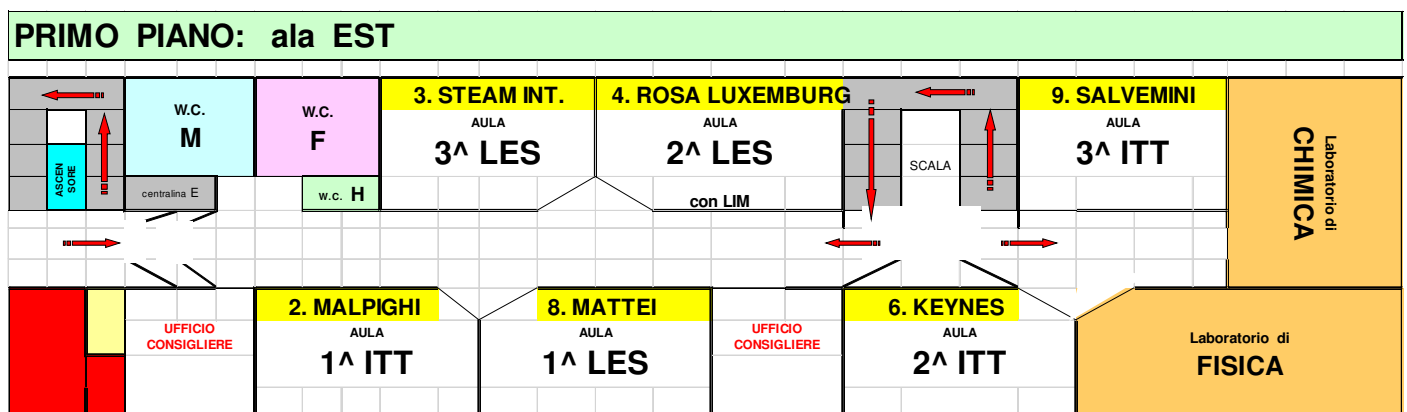 PRIMO PIANO: ala EST
W.C.
M
W.C.
F
3. STEAM INT.
AULA
3^ LES
4. ROSA LUXEMBURG
AULA
2^ LES
con LIM
9. SALVEMINI
AULA
3^ ITT
SCALA
ASCEN
SORE
centralina E
W.C. H
Laboratorio di
CHIMICA
UFFICIO
CONSIGLIERE
2. MALPIGHI
AULA
1^ ITT
8. MATTEI
AULA
1^ LES
UFFICIO
CONSIGLIERE
6. KEYNES
AULA
2^ ITT
Laboratorio di
FISICA